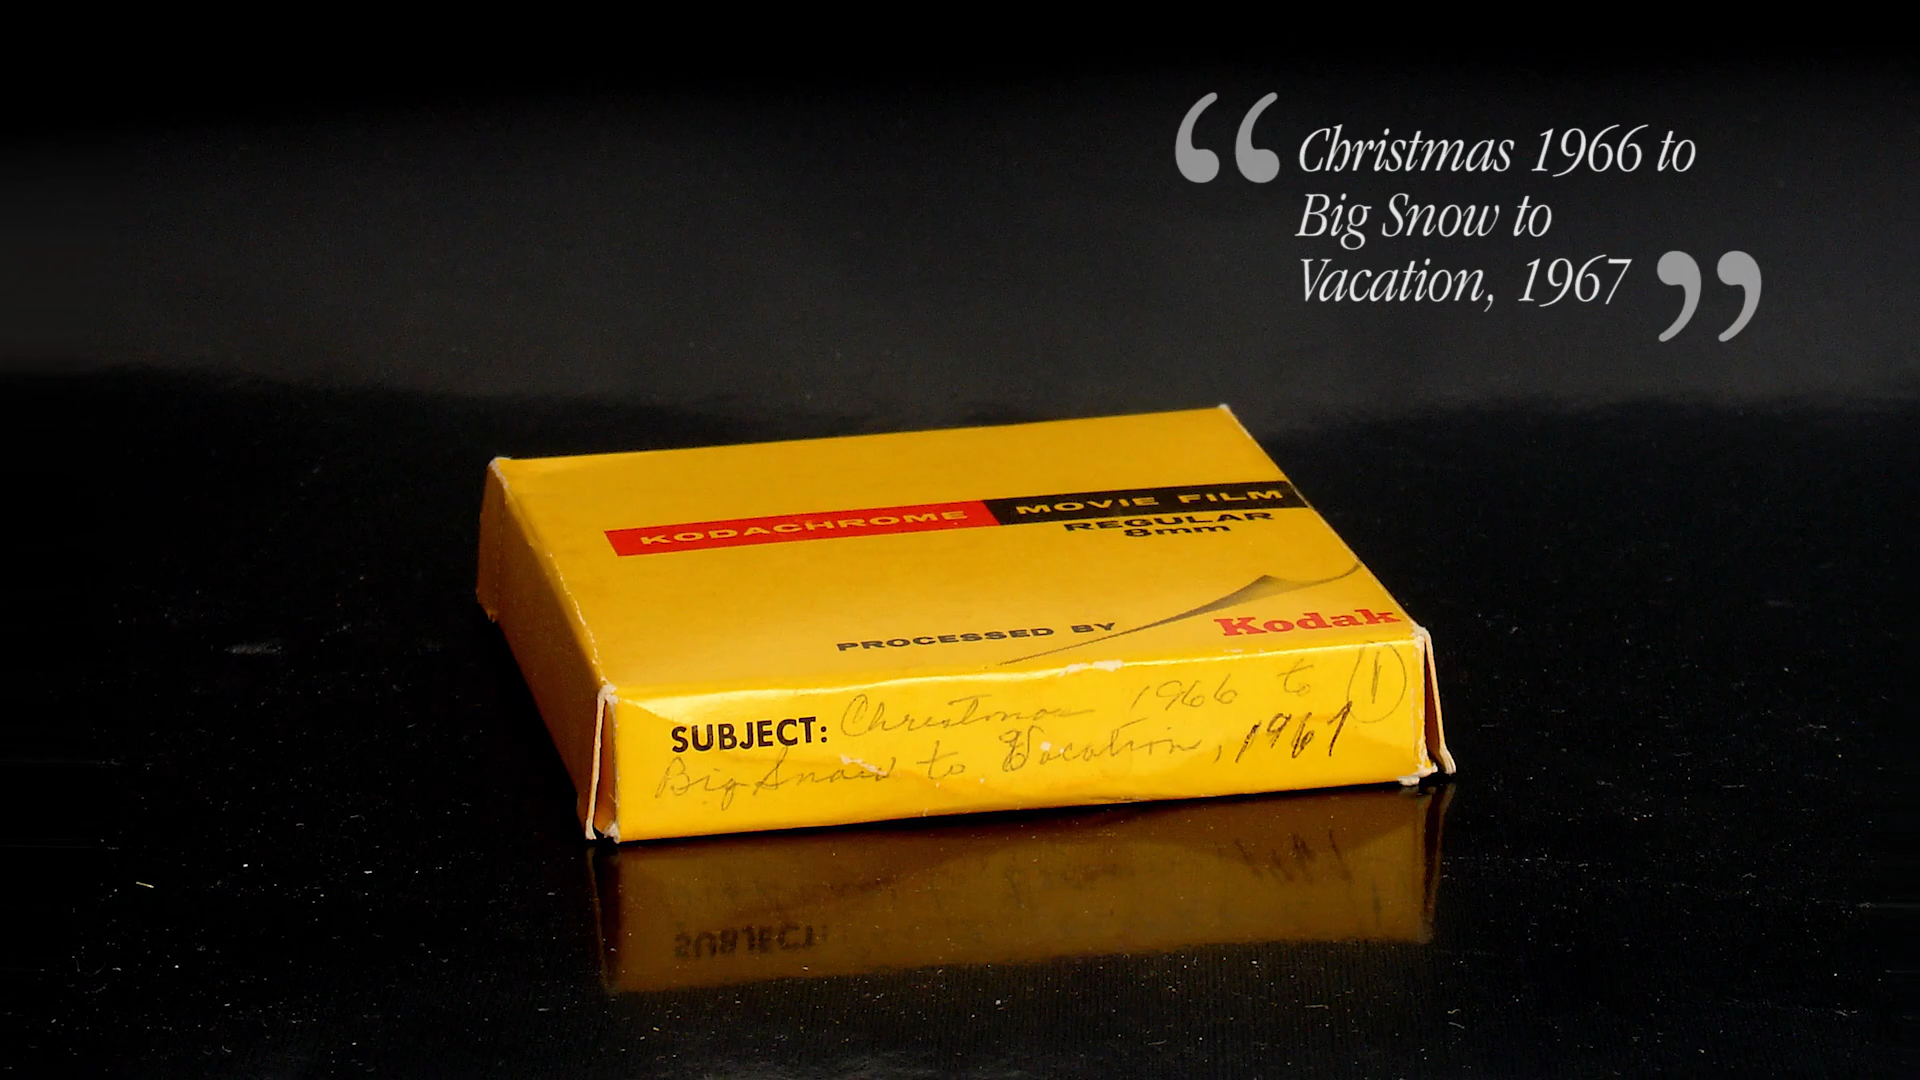 “Christmas 1966 to
Big Snow to
Vacation, 1967”
KODACHROME MOVIE FILM
REGULAR
8mm
PROCESSED BY Kodak
SUBJECT: Christmas 1966 to (1)
Big Snow to Vacation, 1967
SUBJECT: